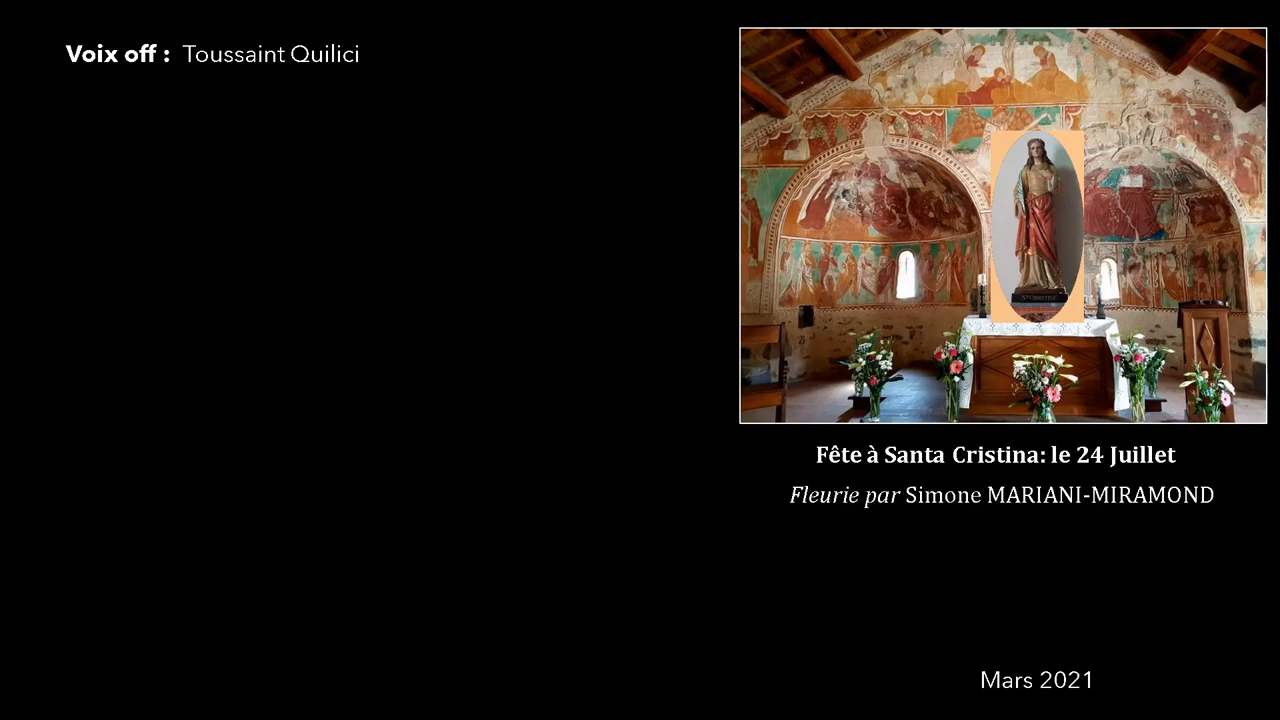 Voix off : Toussaint Quilici
Fête à Santa Cristina: le 24 Juillet
Fleurie par Simone MARIANI-MIRAMOND
Mars 2021